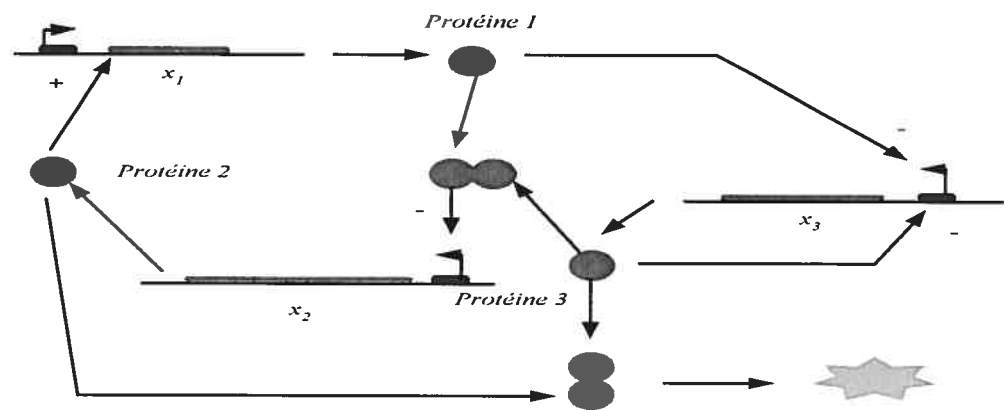 Protéine 1
+
x₁
-
Protéine 2
-
x₃
-
Protéine 3
x₂